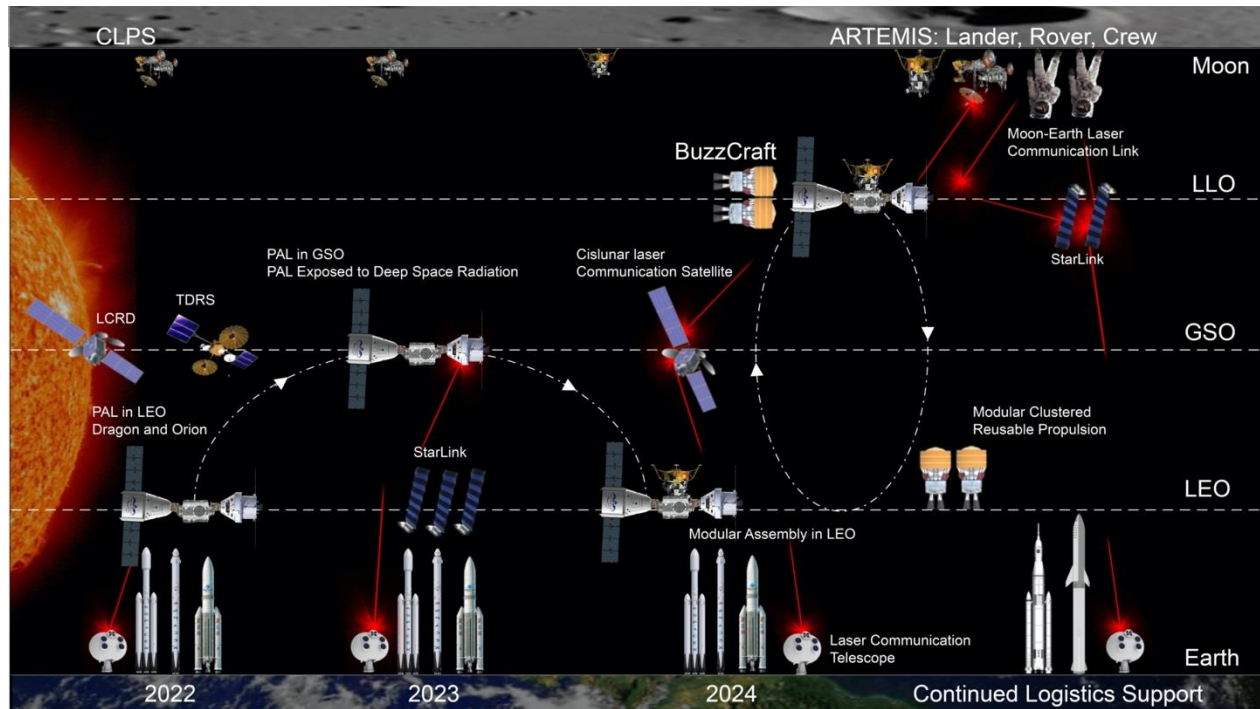 CLPS
ARTEMIS: Lander, Rover, Crew
Moon
Moon-Earth Laser
Communication Link
BuzzCraft
LLO
StarLink
PAL in GSO
PAL Exposed to Deep Space Radiation
Cislunar laser
Communication Satellite
LCRD
TDRS
GSO
PAL in LEO
Dragon and Orion
StarLink
Modular Clustered
Reusable Propulsion
LEO
Modular Assembly in LEO
Laser Communication
Telescope
Earth
2022
2023
2024
Continued Logistics Support